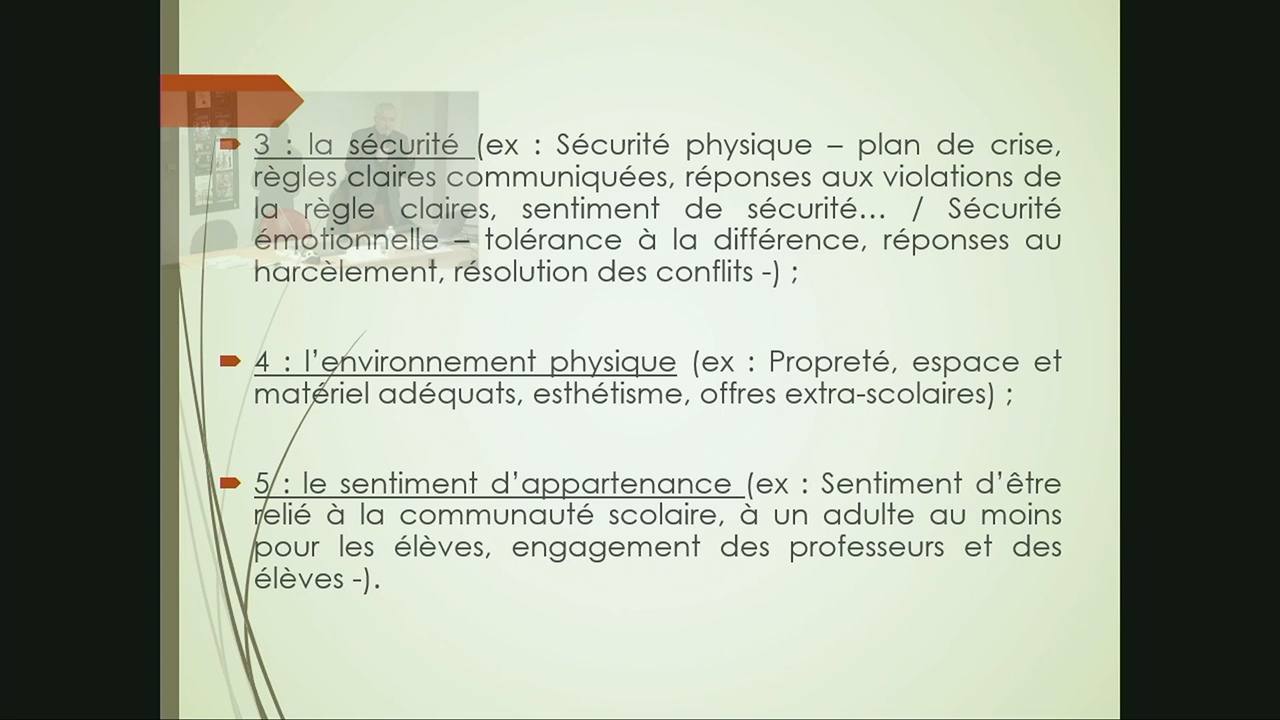 3 : la sécurité (ex : Sécurité physique – plan de crise,
règles claires communiquées, réponses aux violations de
la règle claires, sentiment de sécurité… / Sécurité
émotionnelle – tolérance à la différence, réponses au
harcèlement, résolution des conflits -) ;
4 : l’environnement physique (ex : Propreté, espace et
matériel adéquats, esthétisme, offres extra-scolaires) ;
5 : le sentiment d’appartenance (ex : Sentiment d’être
relié à la communauté scolaire, à un adulte au moins
pour les élèves, engagement des professeurs et des
élèves -).